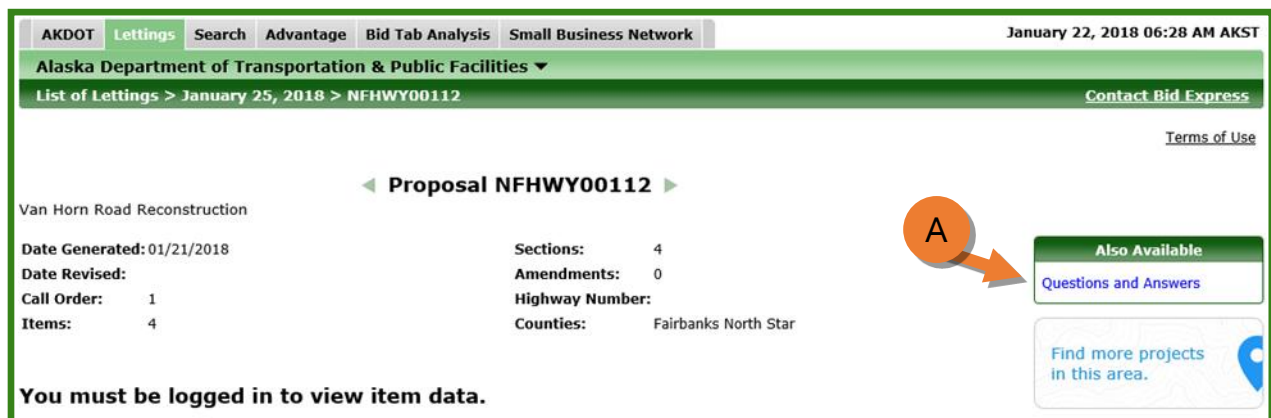 AKDOT Lettings Search Advantage Bid Tab Analysis Small Business Network January 22, 2018 06:28 AM AKST
Alaska Department of Transportation & Public Facilities ▼
List of Lettings > January 25, 2018 > NFHWY00112 Contact Bid Express
Terms of Use
◀ Proposal NFHWY00112 ▶
Van Horn Road Reconstruction
Date Generated: 01/21/2018 Sections: 4
Date Revised: Amendments: 0
Call Order: 1 Highway Number:
Items: 4 Counties: Fairbanks North Star
A
Also Available
Questions and Answers
Find more projects
in this area.
You must be logged in to view item data.